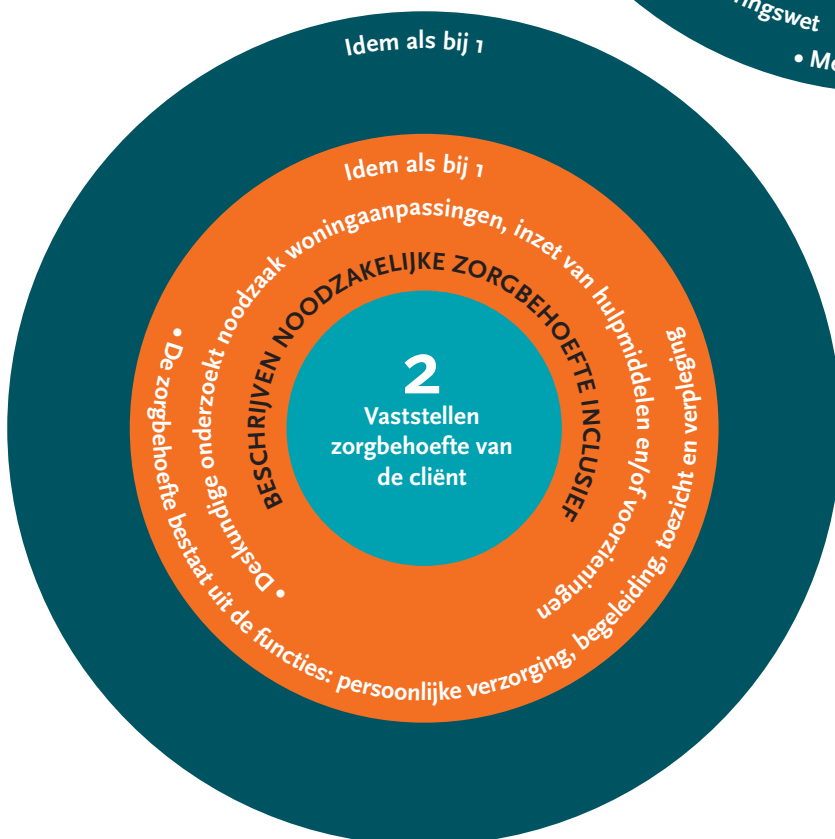 Idem als bij 1
Idem als bij 1
• Deskundige onderzoekt noodzaak woningaanpassingen, inzet van hulpmiddelen en/of voorzieningen
BESCHRIJVEN NOODZAKELIJKE ZORGBEHOEFTE INCLUSIEF
2
Vaststellen
zorgbehoefte van
de cliënt
• De zorgbehoefte bestaat uit de functies: persoonlijke verzorging, begeleiding, toezicht en verpleging